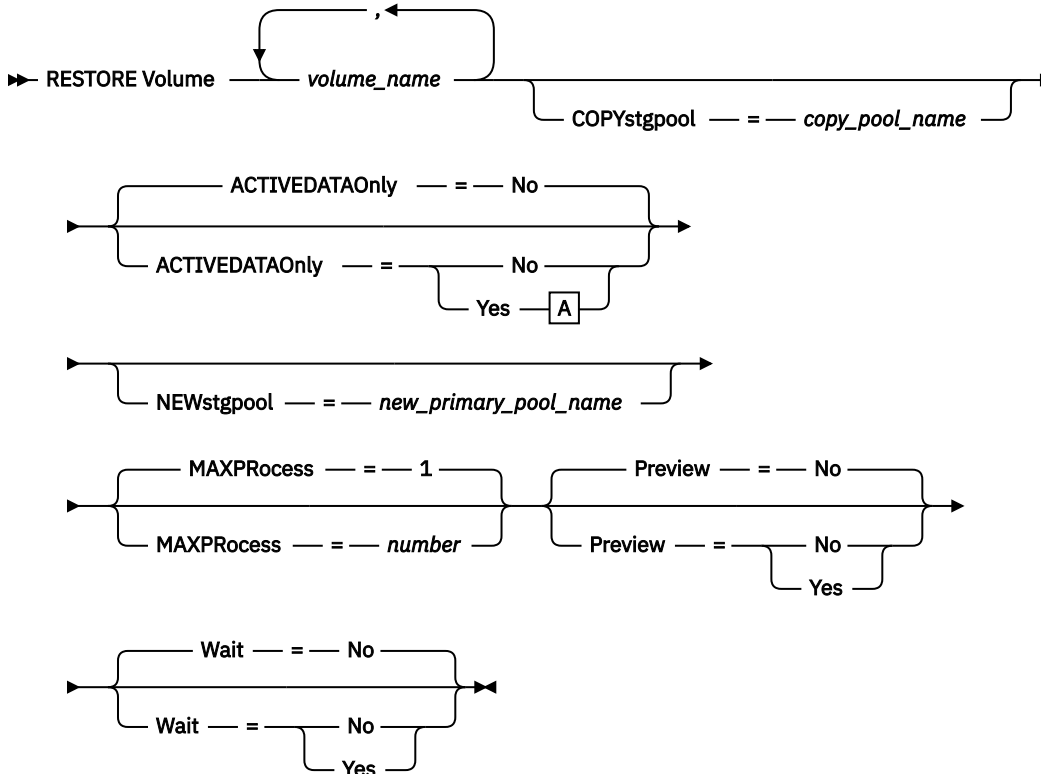 ,
RESTORE Volume volume_name
COPYstgpool = copy_pool_name
ACTIVEDATAOnly = No
ACTIVEDATAOnly = No
Yes A
NEWstgpool = new_primary_pool_name
MAXPRocess = 1 Preview = No
MAXPRocess = number Preview = No
Yes
Wait = No
Wait = No
Yes